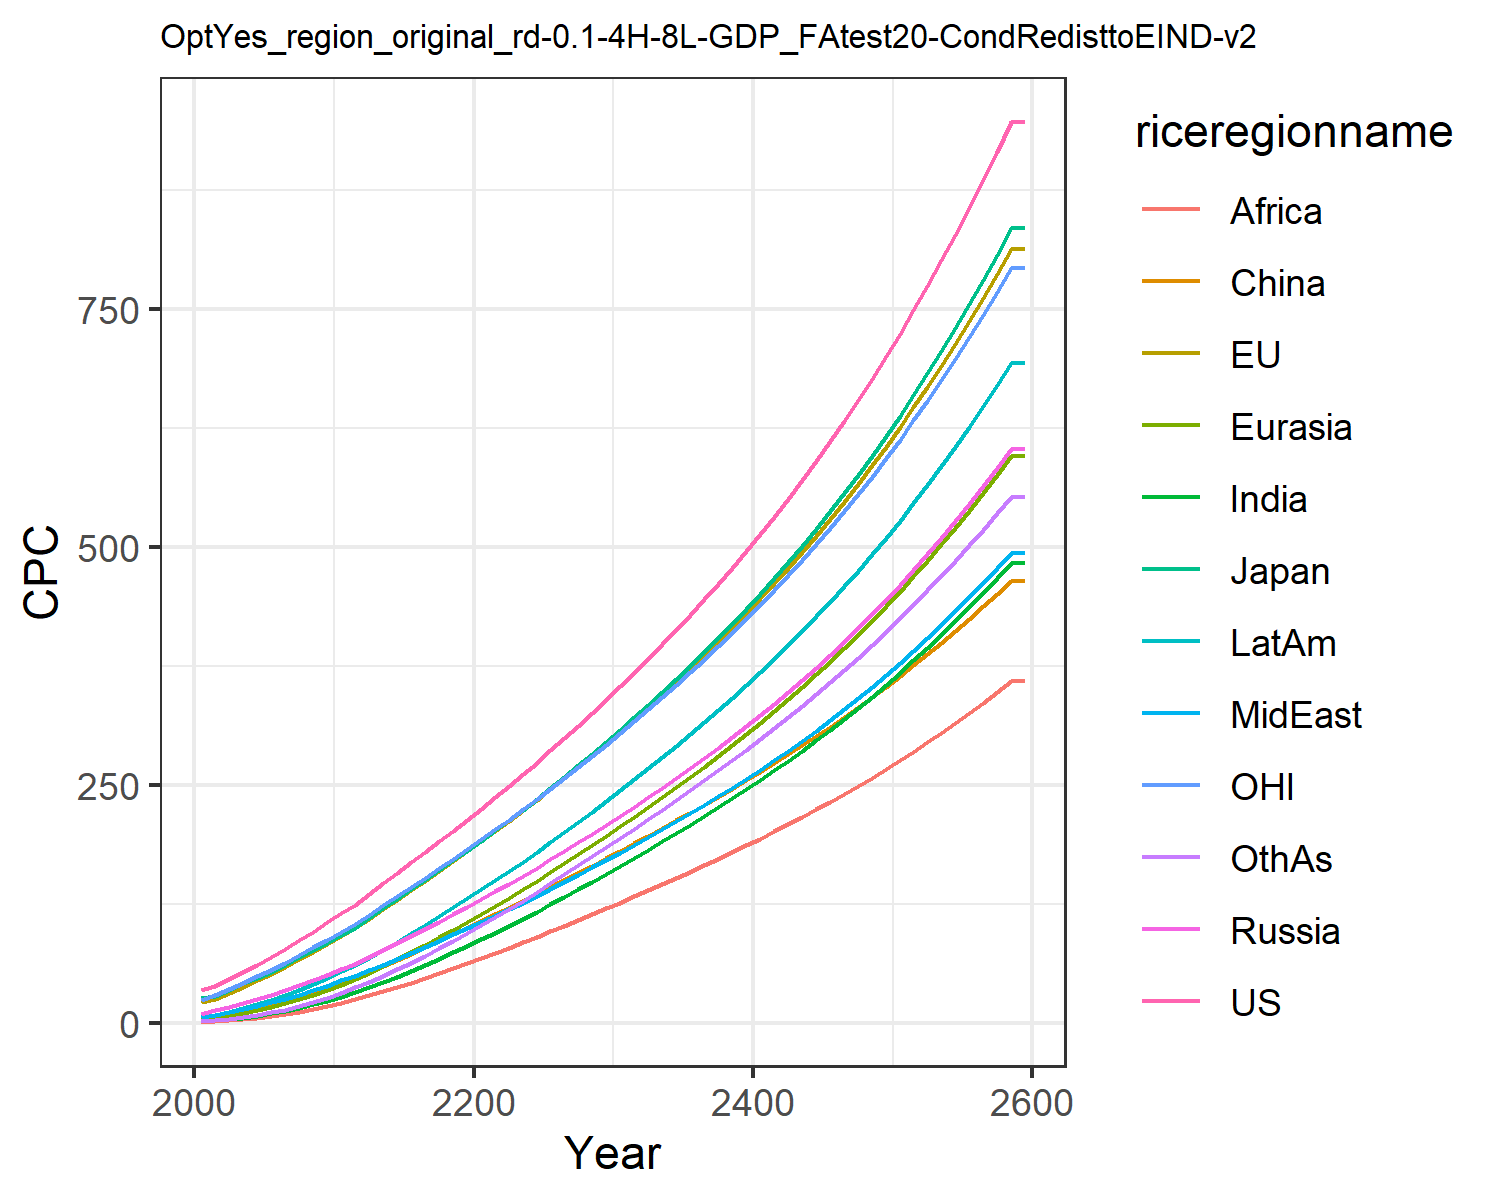 OptYes_region_original_rd-0.1-4H-8L-GDP_FAtest20-CondRedisttoEIND-v2
CPC
750
500
250
0
2000 2200 2400 2600
Year
riceregionname
Africa
China
EU
Eurasia
India
Japan
LatAm
MidEast
OHI
OthAs
Russia
US